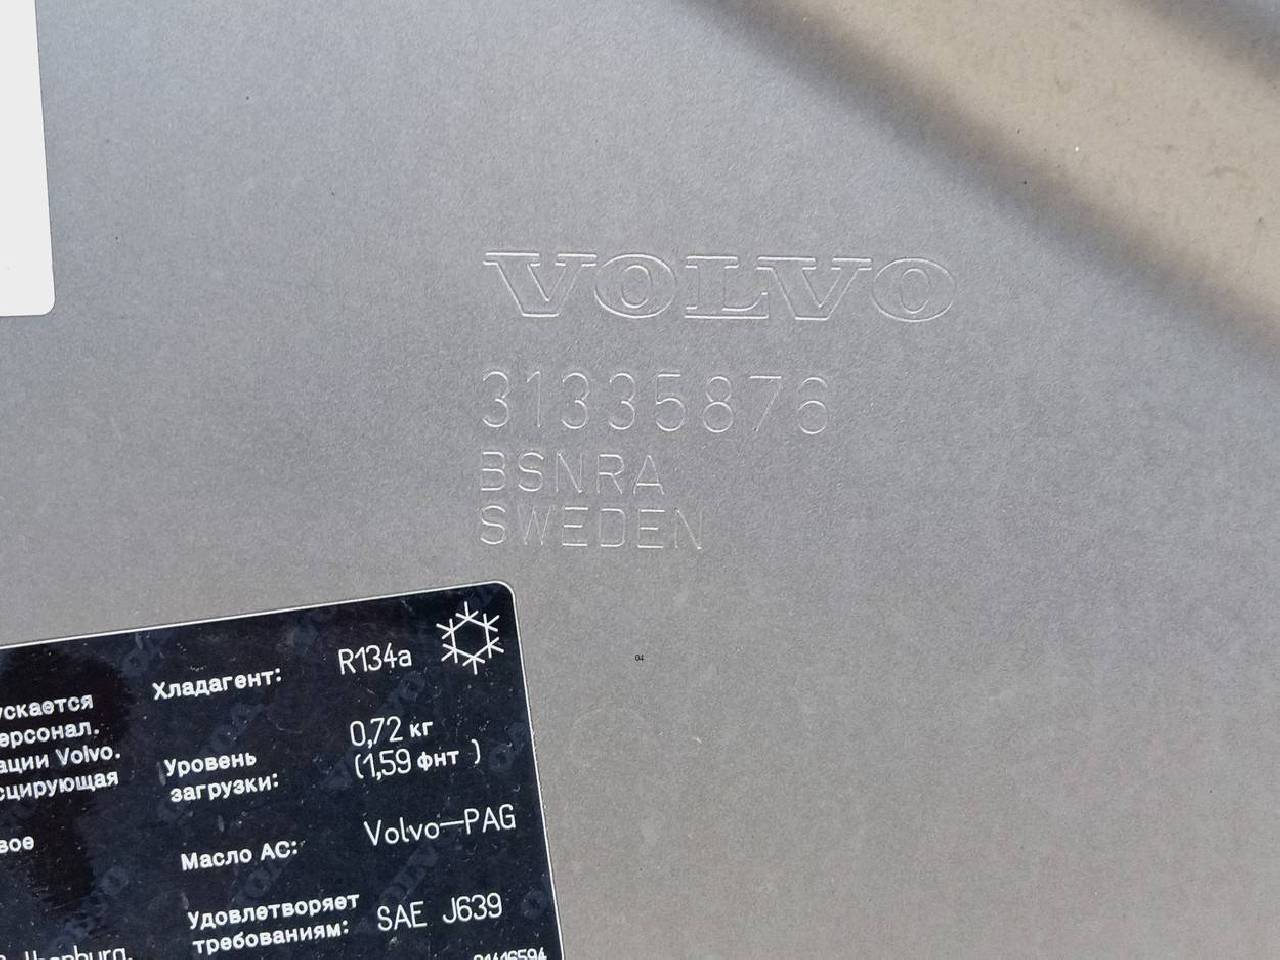 VOLVO
31335876
BSNRA
SWEDEN
Хладагент: R134a
Уровень загрузки: 0,72 кг (1,59 фнт )
Масло АС: Volvo-PAG
Удовлетворяет требованиям: SAE J639
ускается
ерсонал.
ации Volvo.
сцирующая
вое